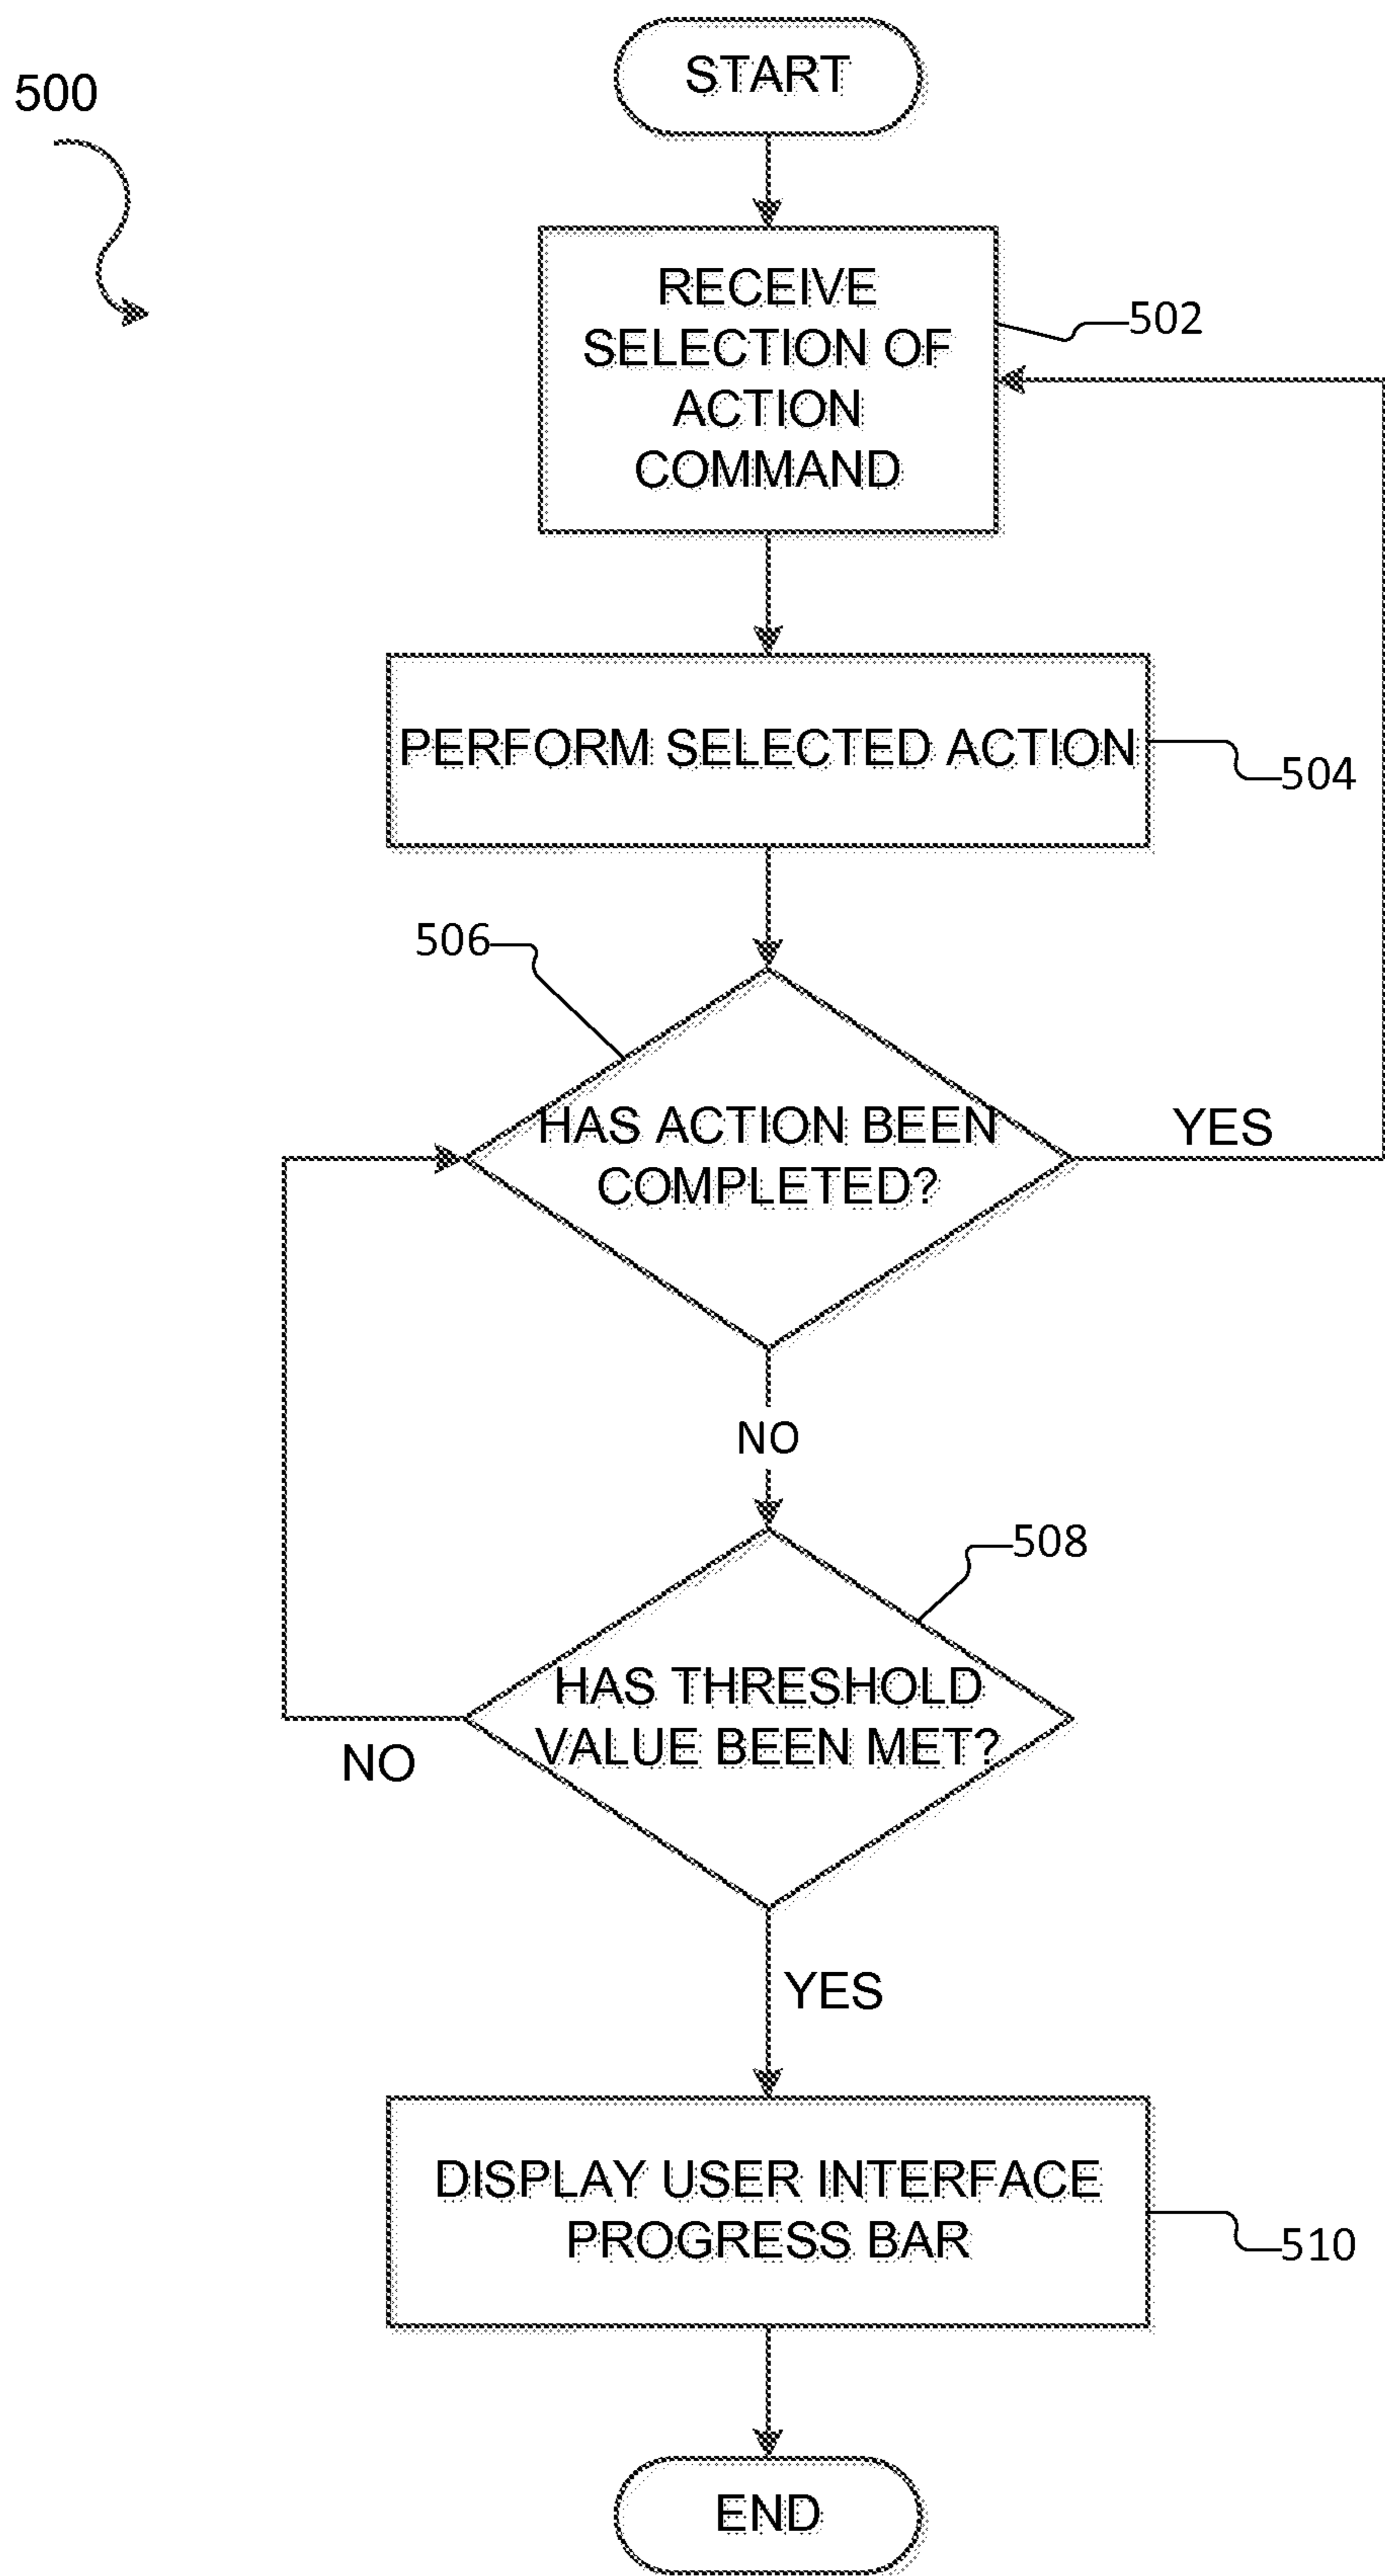 START
500
RECEIVE
SELECTION OF
ACTION
COMMAND
502
PERFORM SELECTED ACTION
504
506
HAS ACTION BEEN
COMPLETED?
YES
NO
508
HAS THRESHOLD
VALUE BEEN MET?
NO
YES
DISPLAY USER INTERFACE
PROGRESS BAR
510
END